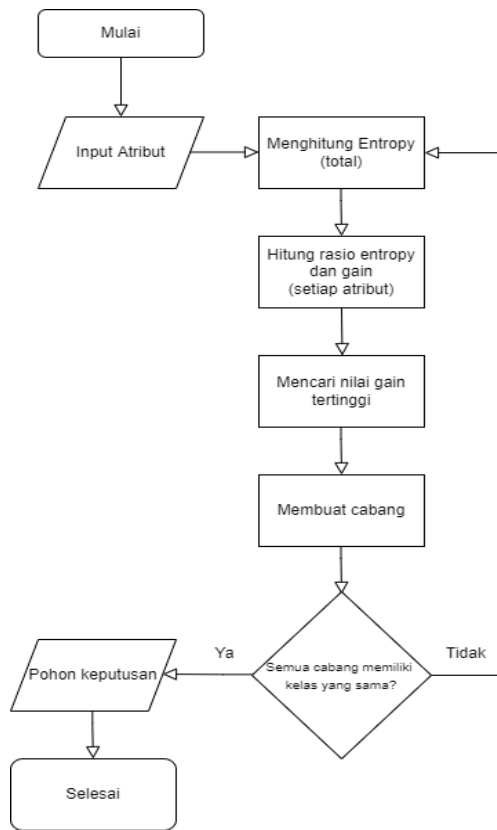 Mulai
Input Atribut
Menghitung Entropy
(total)
Hitung rasio entropy
dan gain
(setiap atribut)
Mencari nilai gain
tertinggi
Membuat cabang
Semua cabang memiliki
kelas yang sama?
Ya
Tidak
Pohon keputusan
Selesai